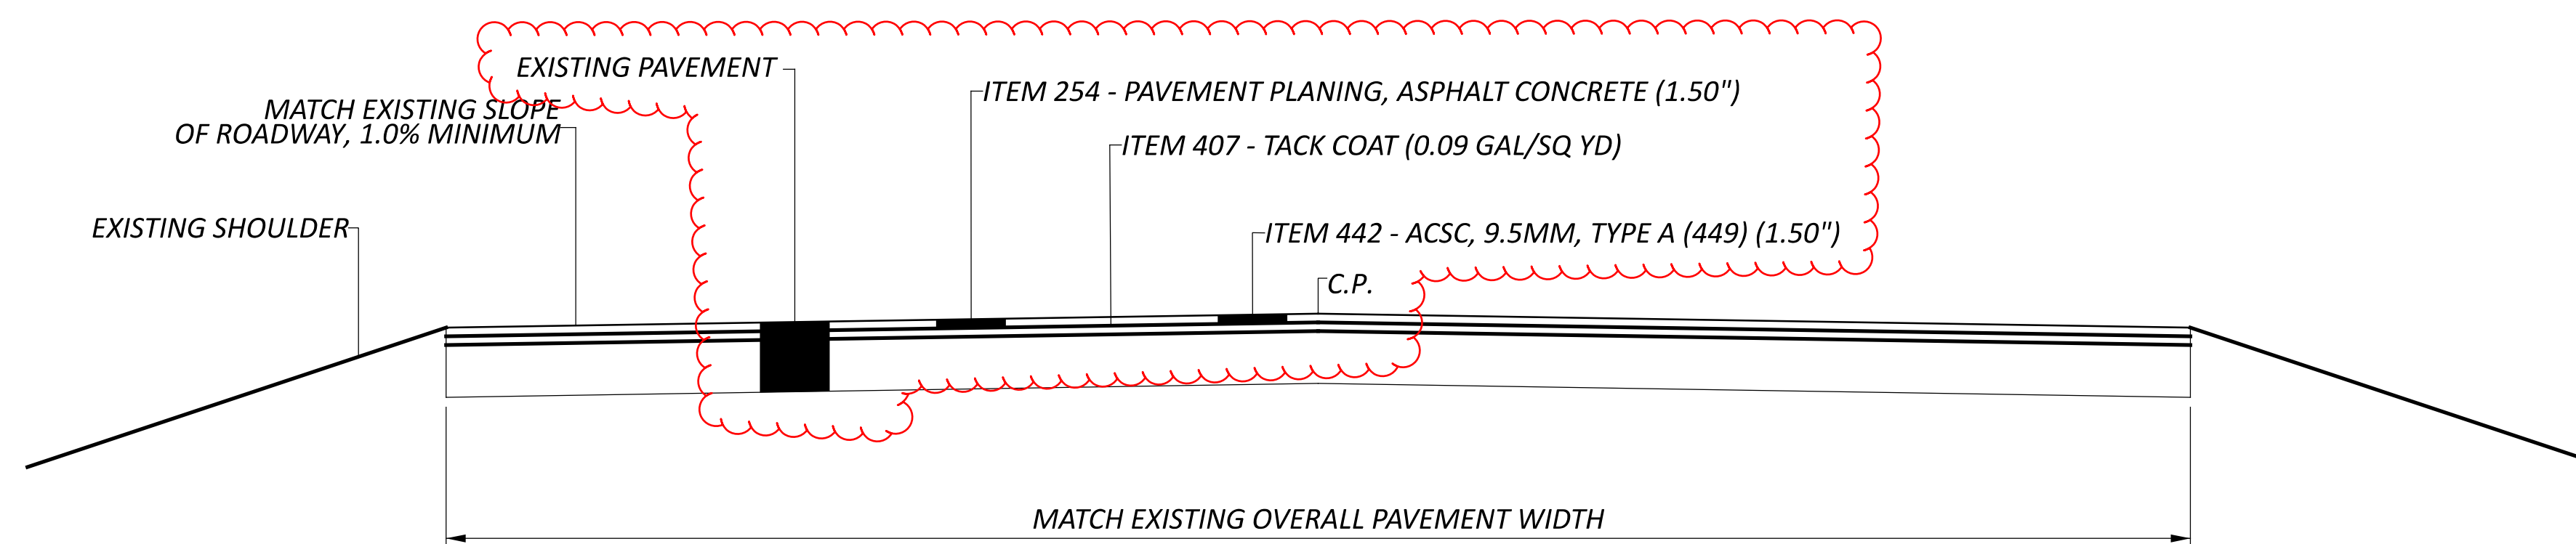 EXISTING PAVEMENT
ITEM 254 - PAVEMENT PLANING, ASPHALT CONCRETE (1.50")
MATCH EXISTING SLOPE
OF ROADWAY, 1.0% MINIMUM
ITEM 407 - TACK COAT (0.09 GAL/SQ YD)
EXISTING SHOULDER
ITEM 442 - ACSC, 9.5MM, TYPE A (449) (1.50")
C.P.
MATCH EXISTING OVERALL PAVEMENT WIDTH